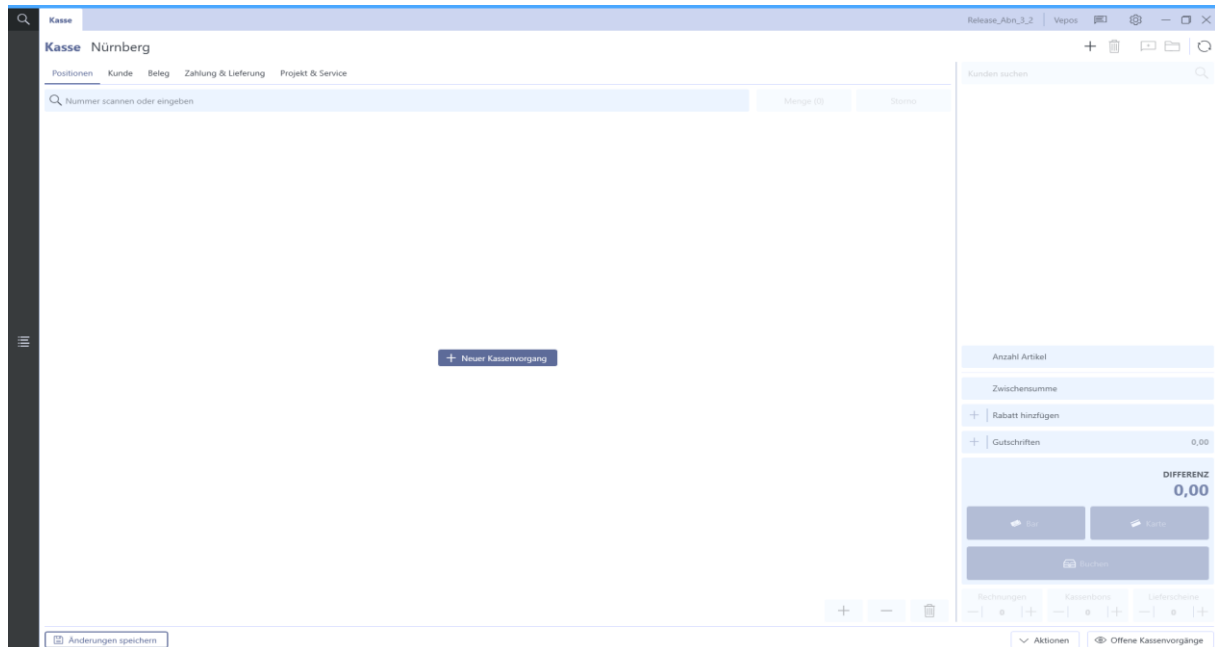 Kasse
Release_Abn_3_2
Vepos
Kasse Nürnberg
Positionen Kunde Beleg Zahlung & Lieferung Projekt & Service
Kunden suchen
Nummer scannen oder eingeben
Menge (0)
Storno
+ Neuer Kassenvorgang
Anzahl Artikel
Zwischensumme
+ Rabatt hinzufügen
+ Gutschriften 0,00
DIFFERENZ
0,00
Bar
Karte
Buchen
Rechnungen Kassenbons Lieferscheine
— 0 + — 0 + — 0 +
Änderungen speichern
Aktionen
Offene Kassenvorgänge